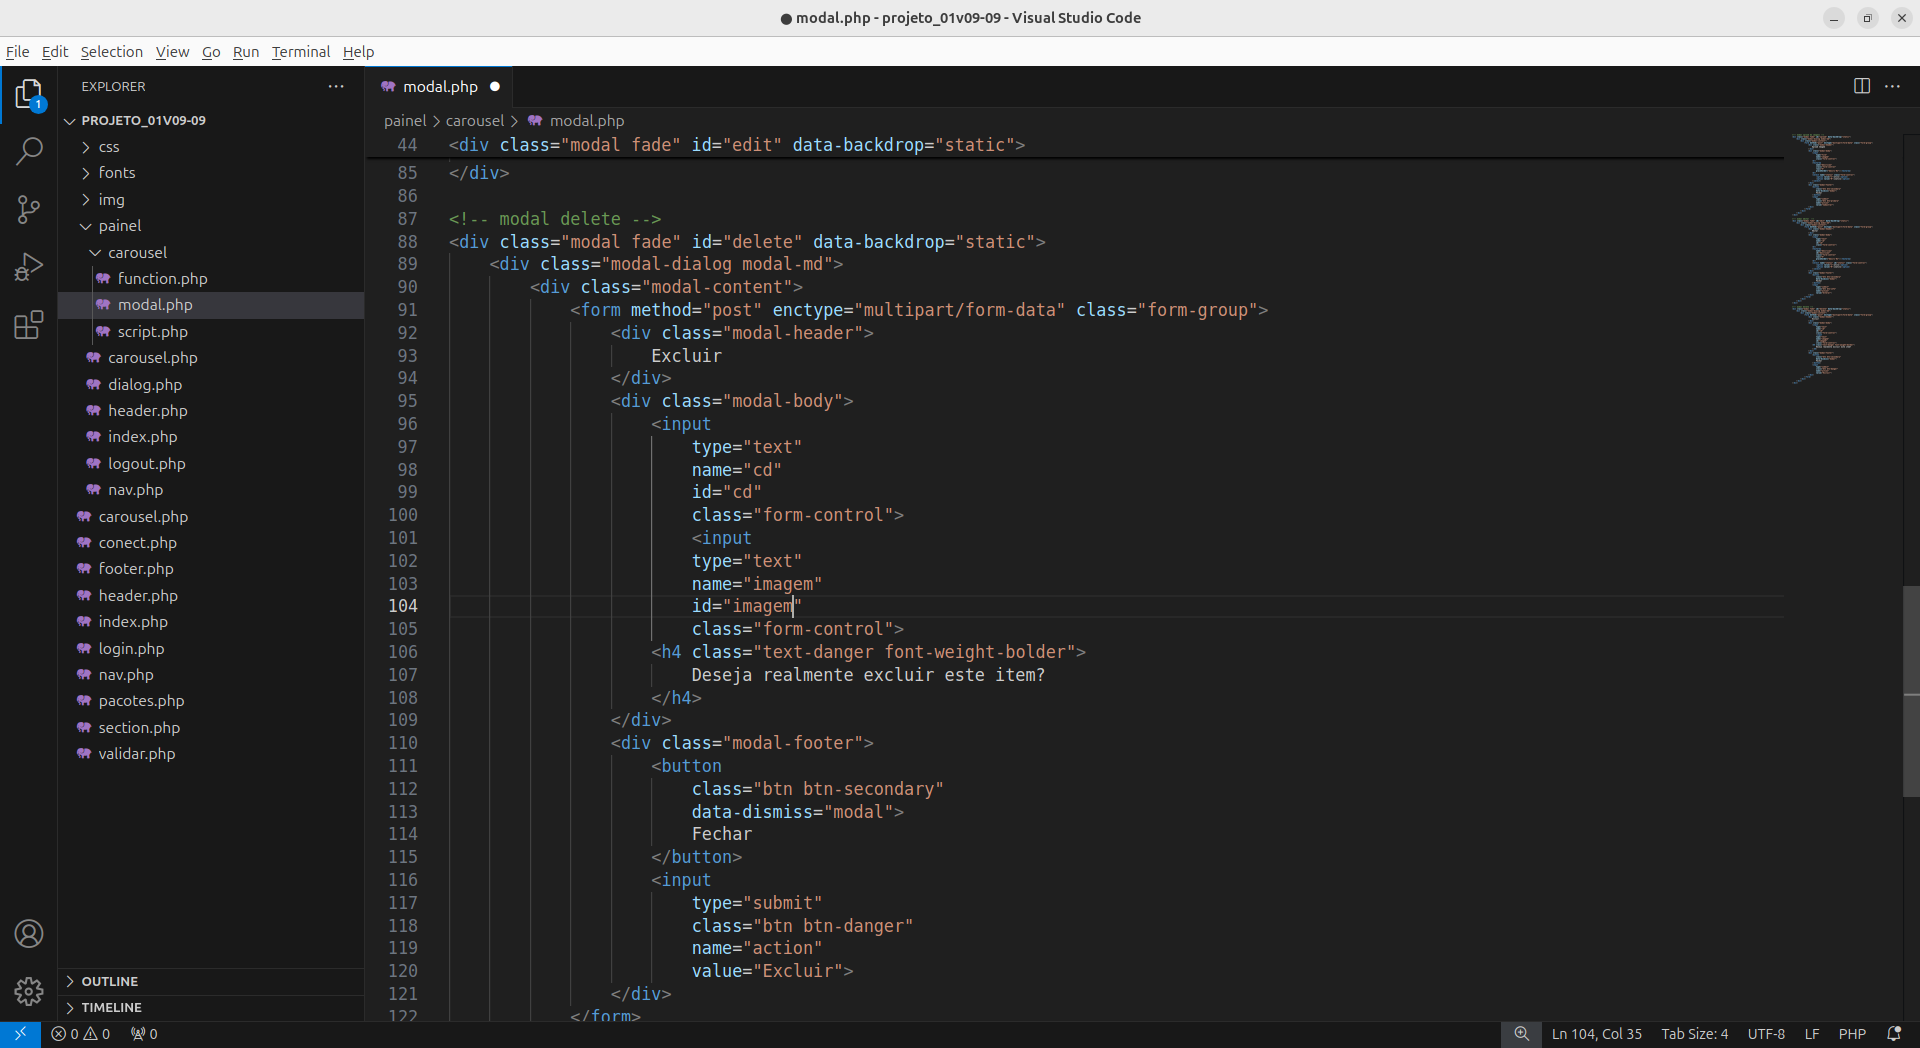 ● modal.php - projeto_01v09-09 - Visual Studio Code
File Edit Selection View Go Run Terminal Help
EXPLORER
PROJETO_01V09-09
css
fonts
img
painel
carousel
function.php
modal.php
script.php
carousel.php
dialog.php
header.php
index.php
logout.php
nav.php
carousel.php
conect.php
footer.php
header.php
index.php
login.php
nav.php
pacotes.php
section.php
validar.php
OUTLINE
TIMELINE
1
modal.php ●
painel > carousel > modal.php
44 <div class="modal fade" id="edit" data-backdrop="static">
85 </div>
86
87 <!-- modal delete -->
88 <div class="modal fade" id="delete" data-backdrop="static">
89 <div class="modal-dialog modal-md">
90 <div class="modal-content">
91 <form method="post" enctype="multipart/form-data" class="form-group">
92 <div class="modal-header">
93 Excluir
94 </div>
95 <div class="modal-body">
96 <input
97 type="text"
98 name="cd"
99 id="cd"
100 class="form-control">
101 <input
102 type="text"
103 name="imagem"
104 id="imagem"
105 class="form-control">
106 <h4 class="text-danger font-weight-bolder">
107 Deseja realmente excluir este item?
108 </h4>
109 </div>
110 <div class="modal-footer">
111 <button
112 class="btn btn-secondary"
113 data-dismiss="modal">
114 Fechar
115 </button>
116 <input
117 type="submit"
118 class="btn btn-danger"
119 name="action"
120 value="Excluir">
121 </div>
122 </form>
0 0 0
Ln 104, Col 35 Tab Size: 4 UTF-8 LF PHP